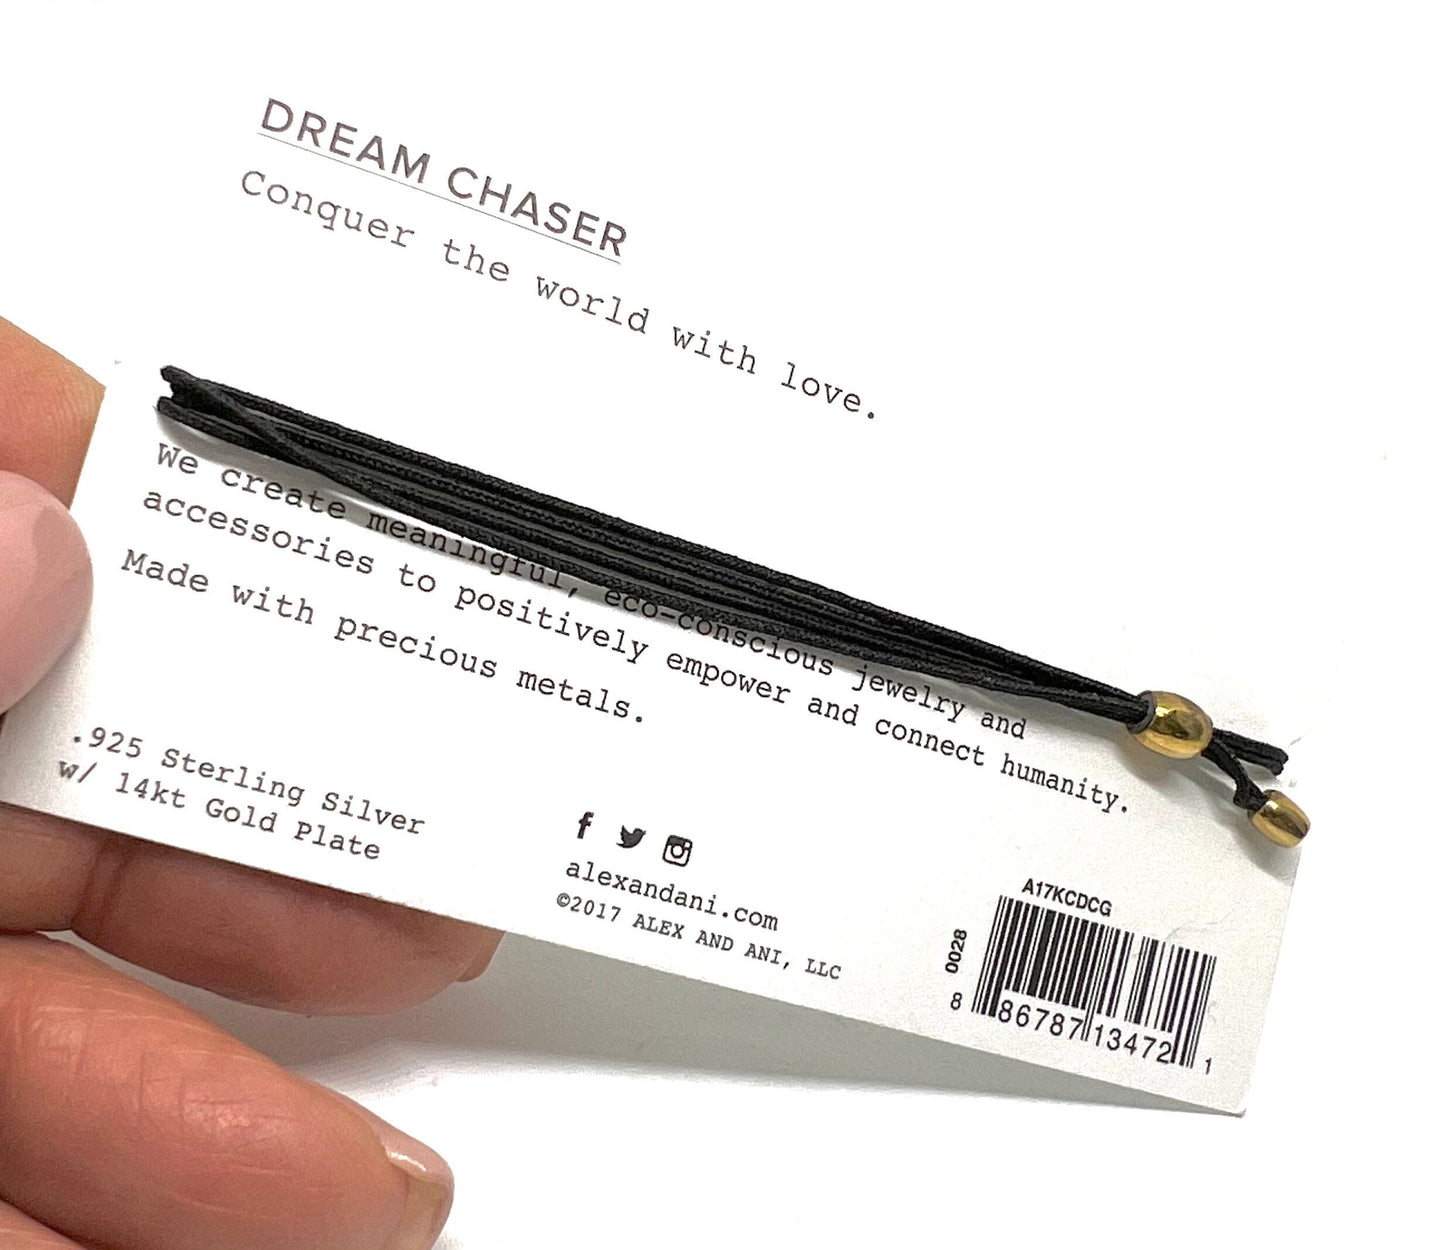 DREAM CHASER
Conquer the world with love.
We create meaningful, eco-conscious jewelry and
accessories to positively empower and connect humanity.
Made with precious metals.
.925 Sterling Silver
w/ 14kt Gold Plate
alexandani.com
©2017 ALEX AND ANI, LLC
A17KCDCG
0028
8 86787 13472 1